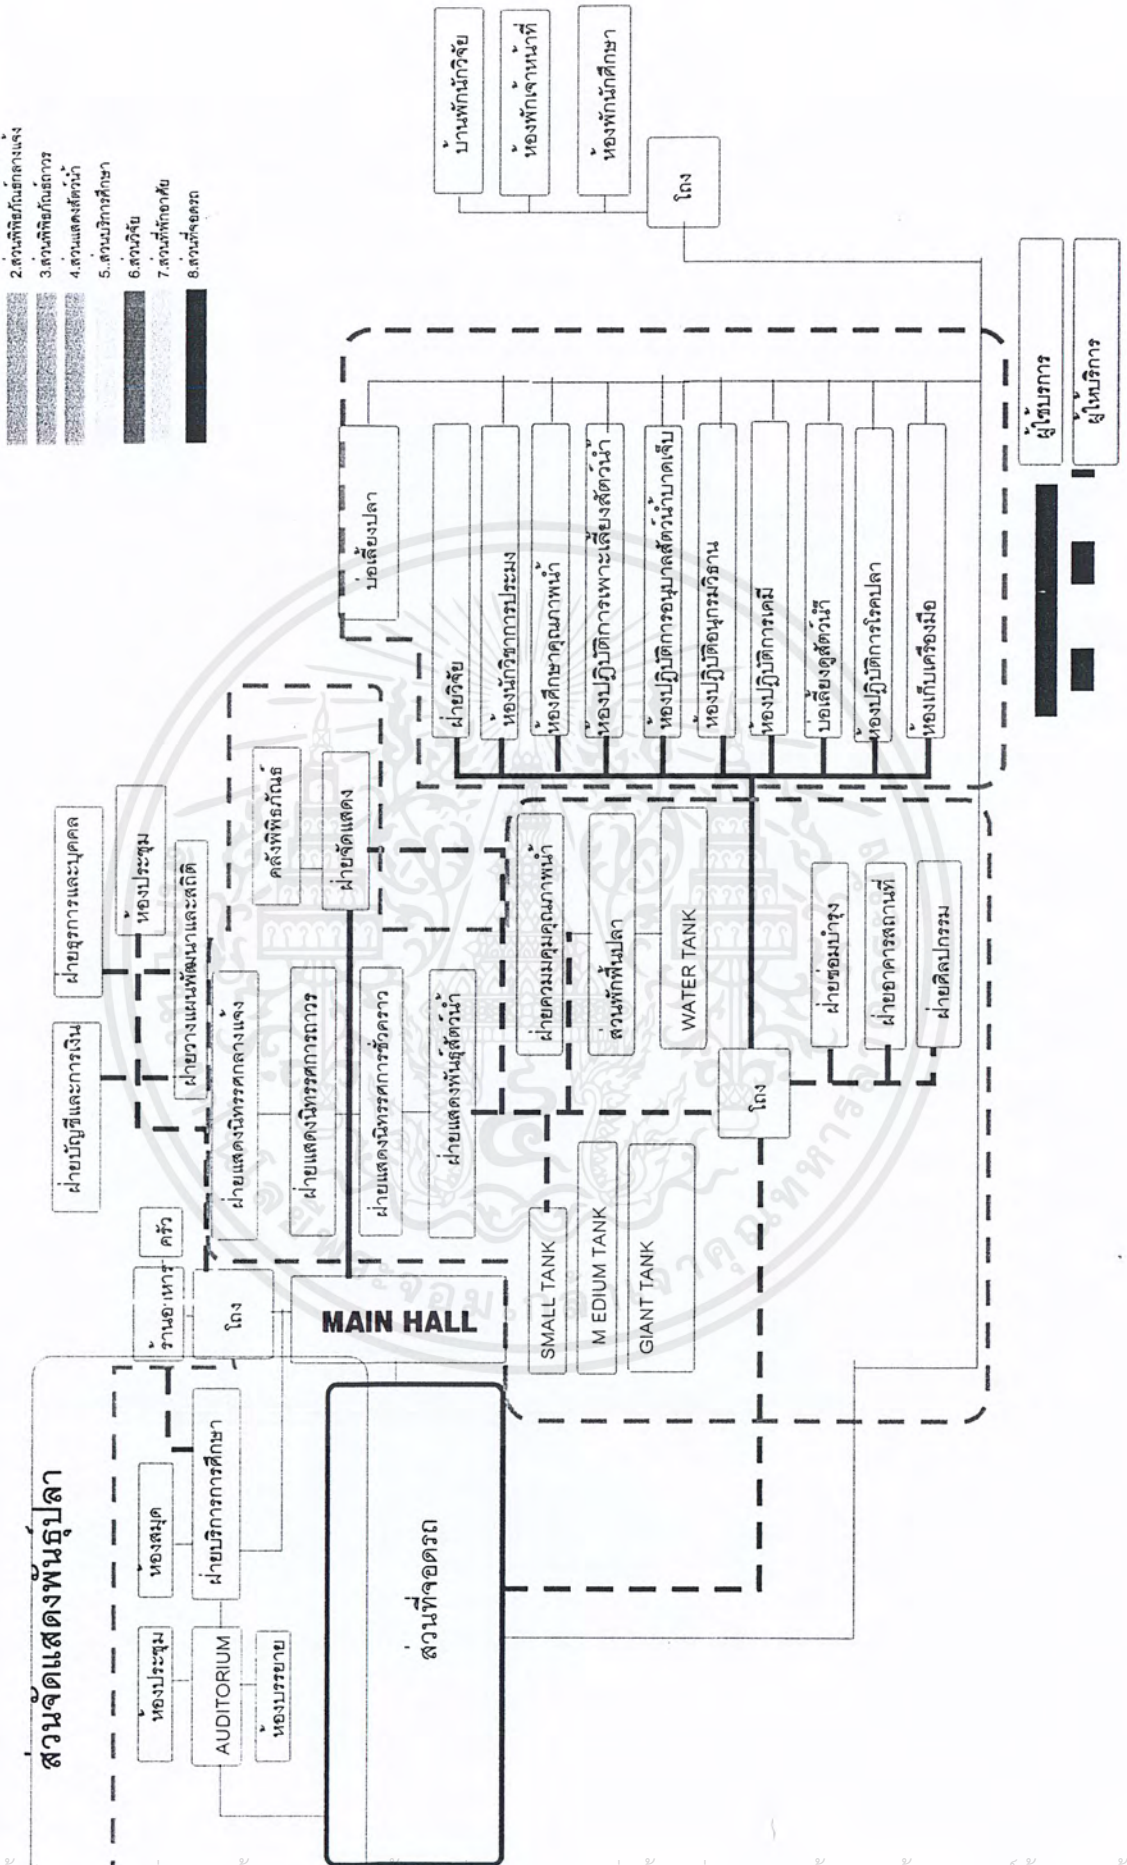 ส่วนจัดแสดงพันธุ์ปลา
2.ส่วนพิพิธภัณฑ์กลางแจ้ง
3.ส่วนพิพิธภัณฑ์ถาวร
4.ส่วนแสดงสัตว์น้ำ
5.ส่วนบริการศึกษา
6.ส่วนวิจัย
7.ส่วนที่พักอาศัย
8.ส่วนที่จอดรถ
ฝ่ายบัญชีและการเงิน
ฝ่ายธุรการและบุคคล
ห้องประชุม
ฝ่ายวางแผนพัฒนาและสถิติ
ห้องประชุม
ห้องสมุด
ร้านอาหาร
ครัว
AUDITORIUM
ฝ่ายบริการการศึกษา
โถง
ห้องบรรยาย
MAIN HALL
ฝ่ายแสดงนิทรรศกลางแจ้ง
ฝ่ายแสดงนิทรรศการถาวร
ฝ่ายแสดงนิทรรศการชั่วคราว
ฝ่ายแสดงพันธุ์สัตว์น้ำ
คลังพิพิธภัณธ์
ฝ่ายจัดแสดง
ส่วนที่จอดรถ
SMALL TANK
M EDIUM TANK
GIANT TANK
ฝ่ายควมมคุมคุณภาพน้ำ
ส่วนพักฟื้นปลา
WATER TANK
โถง
ฝ่ายซ่อมบำรุง
ฝ่ายอาคารสถานที่
ฝ่ายศิลปกรรม
บ่อเลี้ยงปลา
ฝ่ายวิจัย
ห้องนักวิชาการประมง
ห้องศึกษาคุณภาพน้ำ
ห้องปฏิบัติการเพาะเลี้ยงสัตว์น้ำ
ห้องปฏิบัติการอนุบาลสัตว์น้ำบาดเจ็บ
ห้องปฏิบัติอนุกรมวิธาน
ห้องปฏิบัติการเคมี
บ่อเลี้ยงดูสัตว์น้ำ
ห้องปฏิบัติการโรคปลา
ห้องเก็บเครื่องมือ
บ้านพักนักวิจัย
ห้องพักเจ้าหน้าที่
ห้องพักนักศึกษา
โถง
ผู้ใช้บริการ
ผู้ให้บริการ